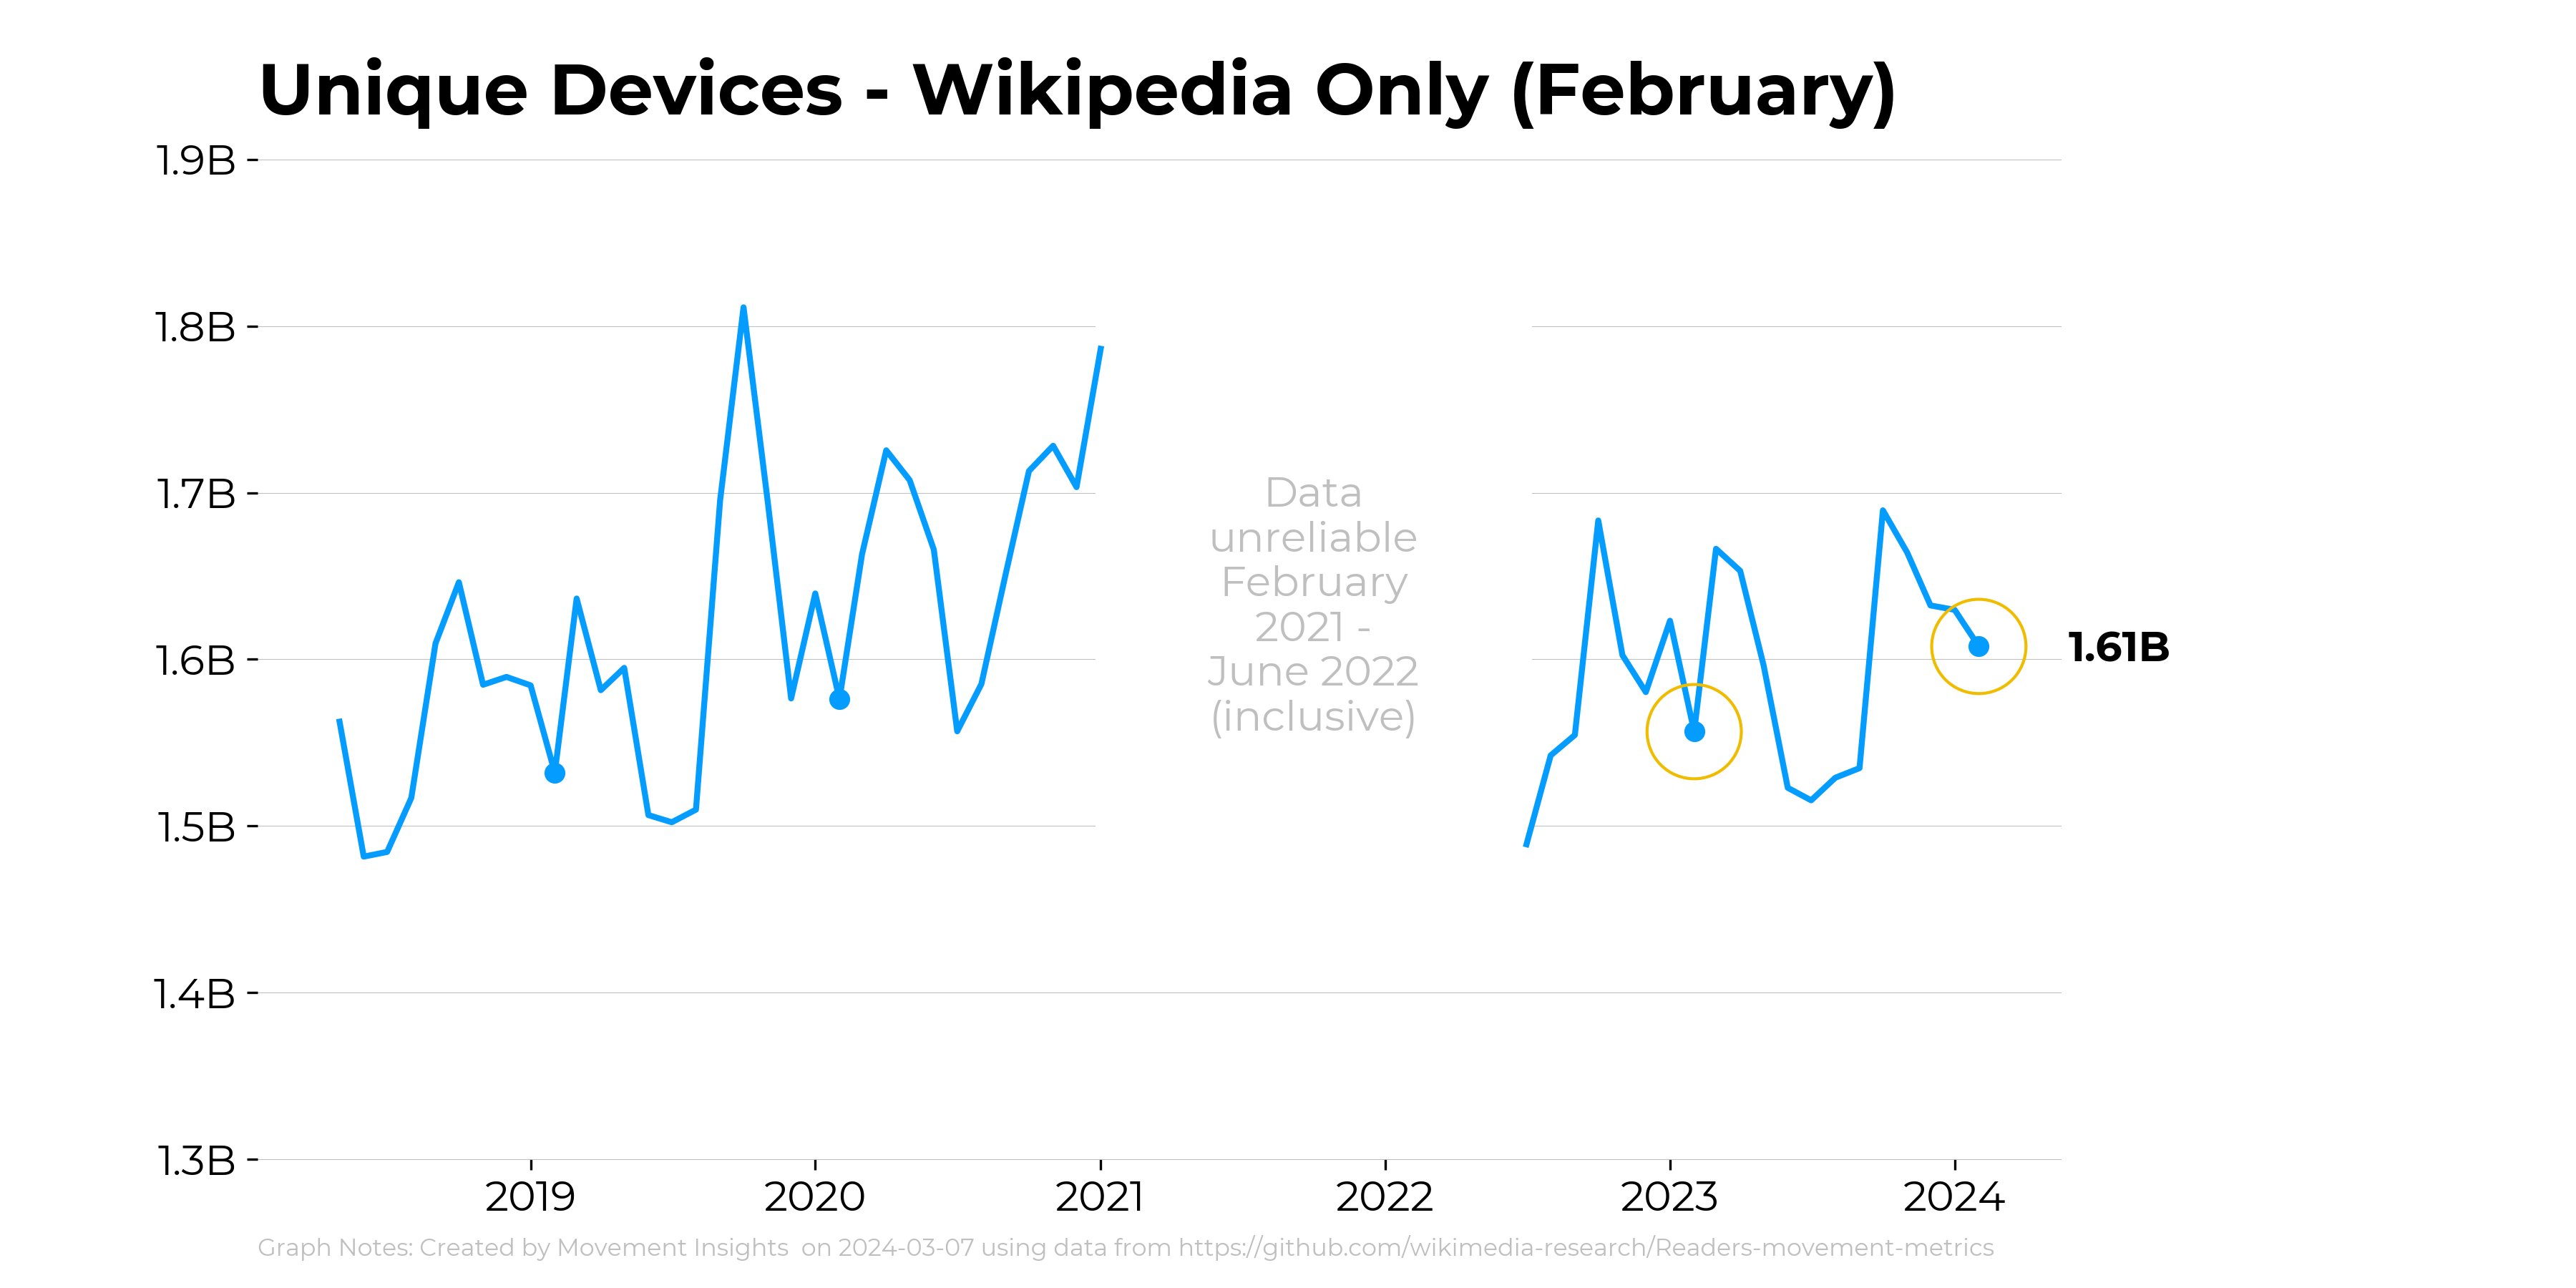 Unique Devices - Wikipedia Only (February)
1.9B
1.8B
1.7B
1.6B
1.5B
1.4B
1.3B
Data
unreliable
February
2021 -
June 2022
(inclusive)
1.61B
2019
2020
2021
2022
2023
2024
Graph Notes: Created by Movement Insights  on 2024-03-07 using data from https://github.com/wikimedia-research/Readers-movement-metrics